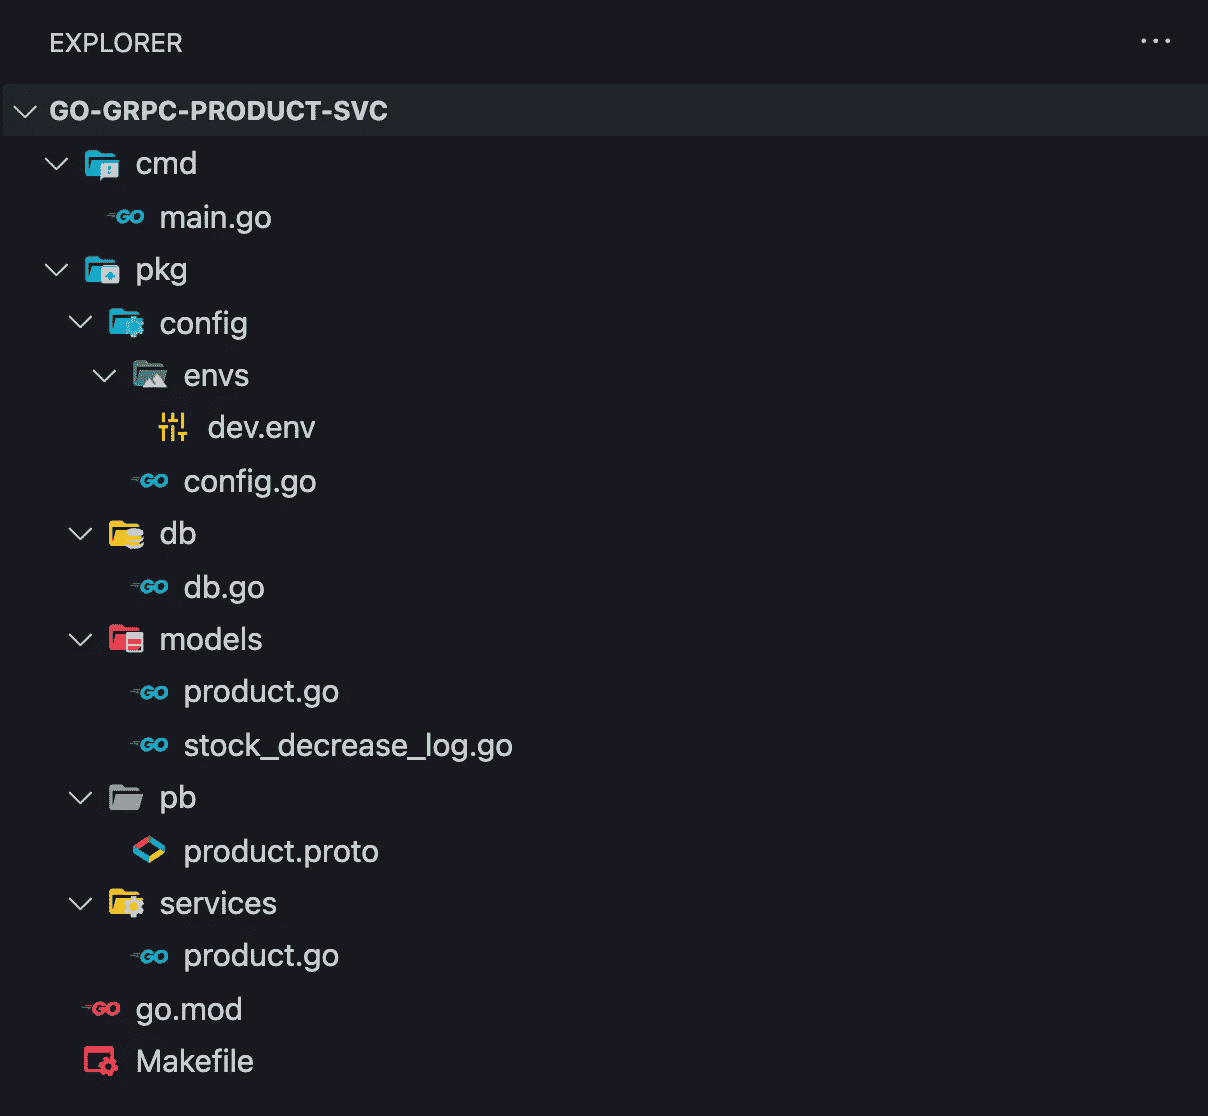 EXPLORER
GO-GRPC-PRODUCT-SVC
cmd
GO main.go
pkg
config
envs
dev.env
GO config.go
db
GO db.go
models
GO product.go
GO stock_decrease_log.go
pb
product.proto
services
GO product.go
GO go.mod
Makefile